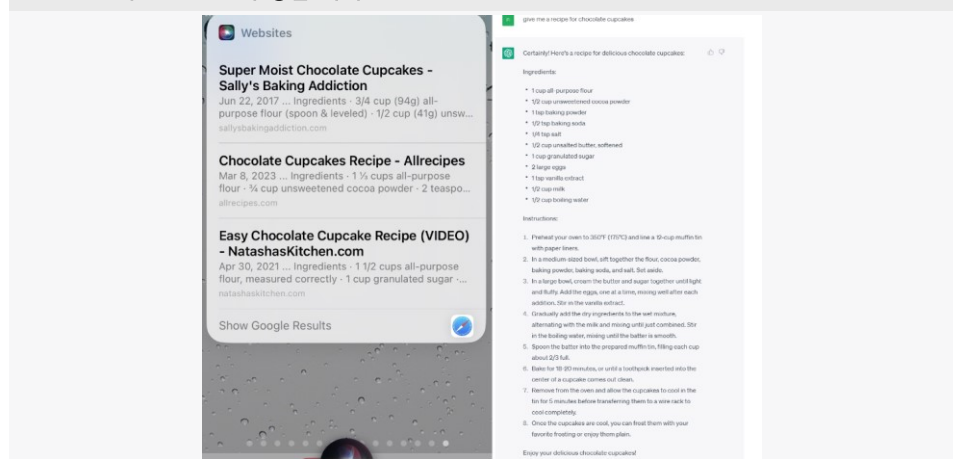 Websites
Super Moist Chocolate Cupcakes -
Sally's Baking Addiction
Jun 22, 2017 ... Ingredients · 3/4 cup (94g) all-
purpose flour (spoon & leveled) · 1/2 cup (41g) unsw...
sallysbakingaddiction.com
Chocolate Cupcakes Recipe - Allrecipes
Mar 8, 2023 ... Ingredients · 1 ⅓ cups all-purpose
flour · ¾ cup unsweetened cocoa powder · 2 teaspo...
allrecipes.com
Easy Chocolate Cupcake Recipe (VIDEO)
- NatashasKitchen.com
Apr 30, 2021 ... Ingredients · 1 1/2 cups all-purpose
flour, measured correctly · 1 cup granulated sugar ·...
natashaskitchen.com
Show Google Results
give me a recipe for chocolate cupcakes
Certainly! Here's a recipe for delicious chocolate cupcakes:
Ingredients:
• 1 cup all-purpose flour
• 1/2 cup unsweetened cocoa powder
• 1 tsp baking powder
• 1/2 tsp baking soda
• 1/4 tsp salt
• 1/2 cup unsalted butter, softened
• 1 cup granulated sugar
• 2 large eggs
• 1 tsp vanilla extract
• 1/2 cup milk
• 1/2 cup boiling water
Instructions:
1. Preheat your oven to 350°F (175°C) and line a 12-cup muffin tin
with paper liners.
2. In a medium-sized bowl, sift together the flour, cocoa powder,
baking powder, baking soda, and salt. Set aside.
3. In a large bowl, cream the butter and sugar together until light
and fluffy. Add the eggs, one at a time, mixing well after each
addition. Stir in the vanilla extract.
4. Gradually add the dry ingredients to the wet mixture,
alternating with the milk and mixing until just combined. Stir
in the boiling water, mixing until the batter is smooth.
5. Spoon the batter into the prepared muffin tin, filling each cup
about 2/3 full.
6. Bake for 18-20 minutes, or until a toothpick inserted into the
center of a cupcake comes out clean.
7. Remove from the oven and allow the cupcakes to cool in the
tin for 5 minutes before transferring them to a wire rack to
cool completely.
8. Once the cupcakes are cool, you can frost them with your
favorite frosting or enjoy them plain.
Enjoy your delicious chocolate cupcakes!